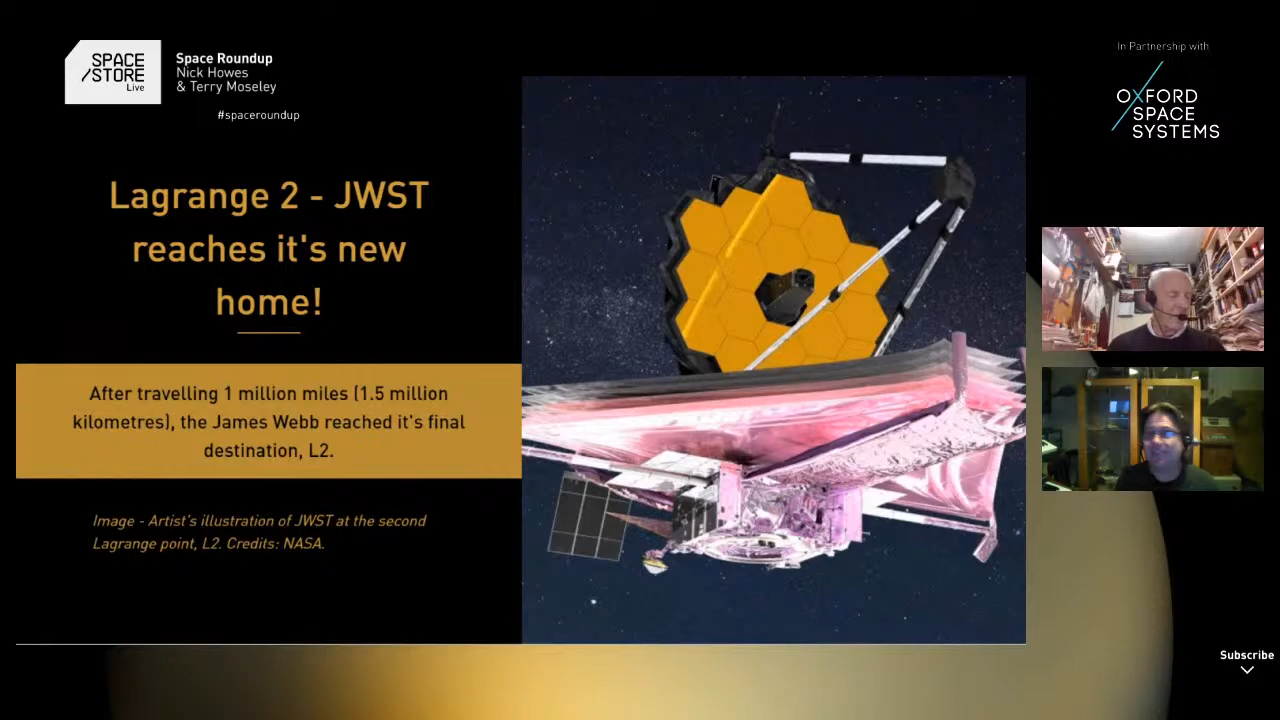 SPACE
/STORE
Live
Space Roundup
Nick Howes
& Terry Moseley
#spaceroundup
In Partnership with
OXFORD
SPACE
SYSTEMS
Lagrange 2 - JWST
reaches it's new
home!
After travelling 1 million miles (1.5 million
kilometres), the James Webb reached it's final
destination, L2.
Image - Artist's illustration of JWST at the second
Lagrange point, L2. Credits: NASA.
Subscribe